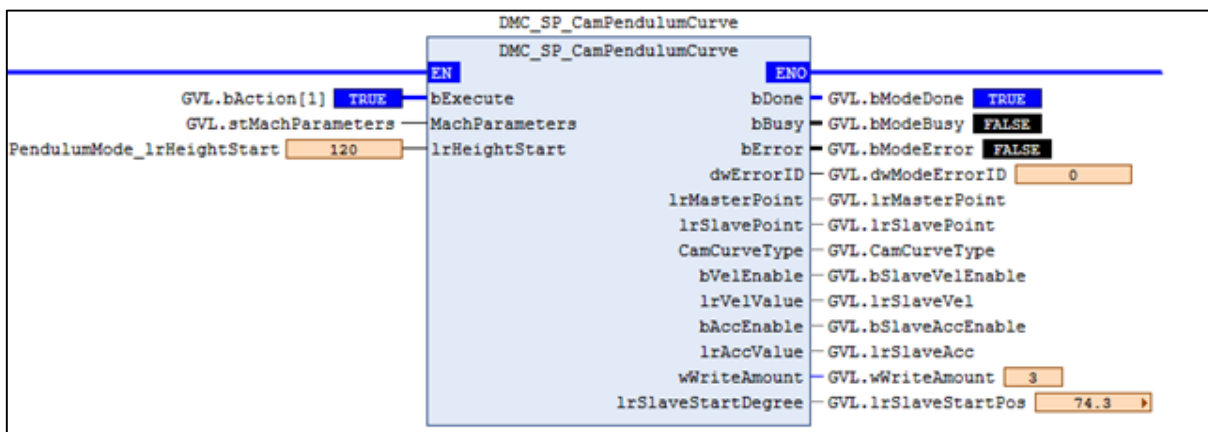 DMC_SP_CamPendulumCurve
DMC_SP_CamPendulumCurve
EN ENO
GVL.bAction[1] TRUE bExecute bDone GVL.bModeDone TRUE
GVL.stMachParameters MachParameters bBusy GVL.bModeBusy FALSE
PendulumMode_lrHeightStart 120 lrHeightStart bError GVL.bModeError FALSE
dwErrorID GVL.dwModeErrorID 0
lrMasterPoint GVL.lrMasterPoint
lrSlavePoint GVL.lrSlavePoint
CamCurveType GVL.CamCurveType
bVelEnable GVL.bSlaveVelEnable
lrVelValue GVL.lrSlaveVel
bAccEnable GVL.bSlaveAccEnable
lrAccValue GVL.lrSlaveAcc
wWriteAmount GVL.wWriteAmount 3
lrSlaveStartDegree GVL.lrSlaveStartPos 74.3